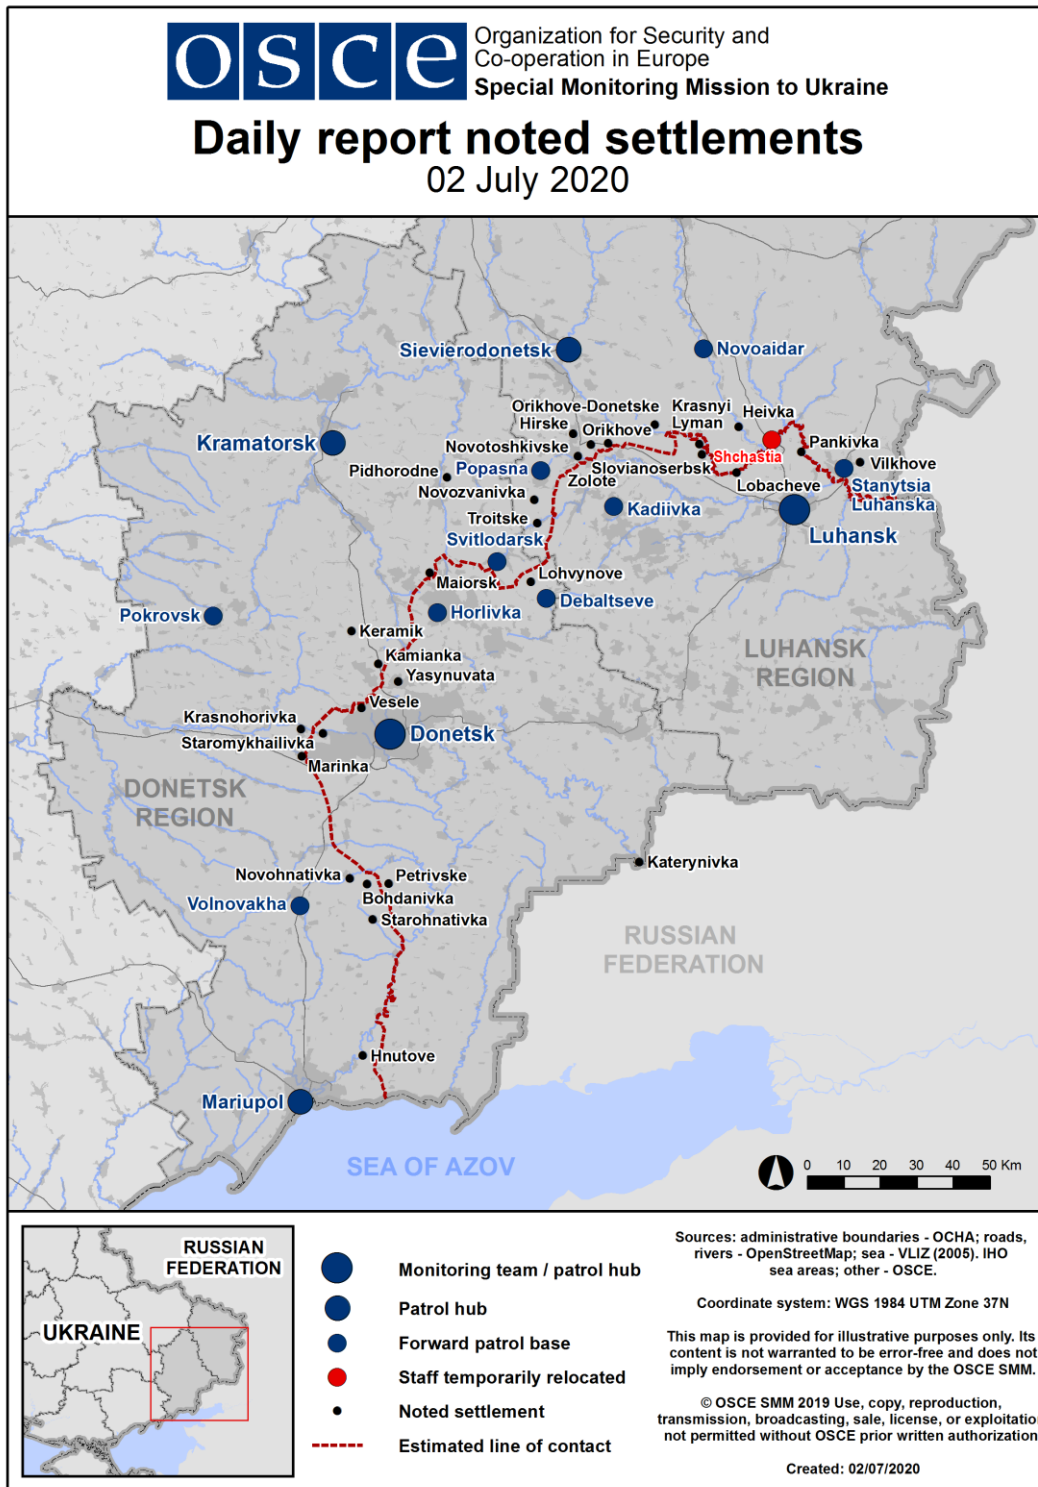 osce
Organization for Security and
Co-operation in Europe
Special Monitoring Mission to Ukraine
Daily report noted settlements
02 July 2020
Sievierodonetsk
Novoaidar
Orikhove-Donetske
Krasnyi
Lyman
Heivka
Hirske
Orikhove
Kramatorsk
Novotoshkivske
Pankivka
Shchastia
Vilkhove
Pidhorodne
Popasna
Slovianoserbsk
Zolote
Lobacheve
Stanytsia
Luhanska
Novozvanivka
Kadiivka
Troitske
Luhansk
Svitlodarsk
Maiorsk
Lohvynove
Debaltseve
Pokrovsk
Horlivka
Keramik
LUHANSK
REGION
Kamianka
Yasynuvata
Vesele
Krasnohorivka
Donetsk
Staromykhailivka
Marinka
DONETSK
REGION
Katerynivka
Novohnativka
Petrivske
Bohdanivka
Volnovakha
Starohnativka
RUSSIAN
FEDERATION
Hnutove
Mariupol
SEA OF AZOV
0 10 20 30 40 50 Km
RUSSIAN
FEDERATION
UKRAINE
Monitoring team / patrol hub
Patrol hub
Forward patrol base
Staff temporarily relocated
Noted settlement
Estimated line of contact
Sources: administrative boundaries - OCHA; roads,
rivers - OpenStreetMap; sea - VLIZ (2005). IHO
sea areas; other - OSCE.
Coordinate system: WGS 1984 UTM Zone 37N
This map is provided for illustrative purposes only. Its
content is not warranted to be error-free and does not
imply endorsement or acceptance by the OSCE SMM.
© OSCE SMM 2019 Use, copy, reproduction,
transmission, broadcasting, sale, license, or exploitation
not permitted without OSCE prior written authorization
Created: 02/07/2020